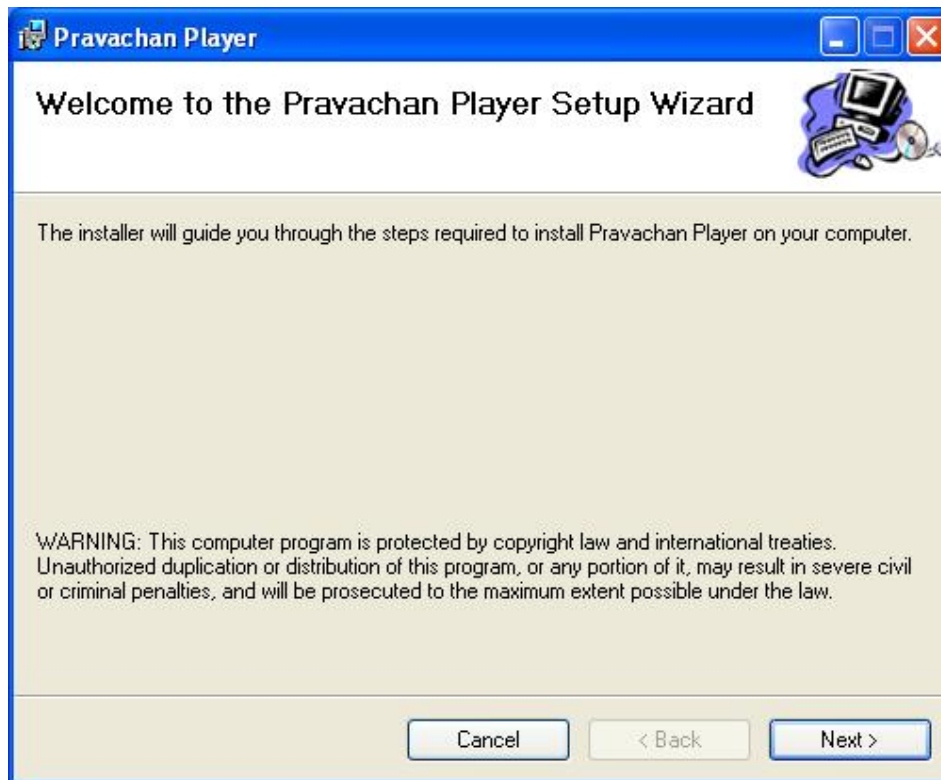 Pravachan Player
Welcome to the Pravachan Player Setup Wizard
The installer will guide you through the steps required to install Pravachan Player on your computer.
WARNING: This computer program is protected by copyright law and international treaties.
Unauthorized duplication or distribution of this program, or any portion of it, may result in severe civil
or criminal penalties, and will be prosecuted to the maximum extent possible under the law.
Cancel < Back Next >